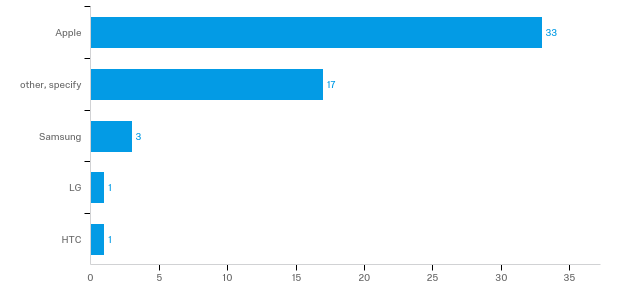 Apple 33
other, specify 17
Samsung 3
LG 1
HTC 1
0 5 10 15 20 25 30 35